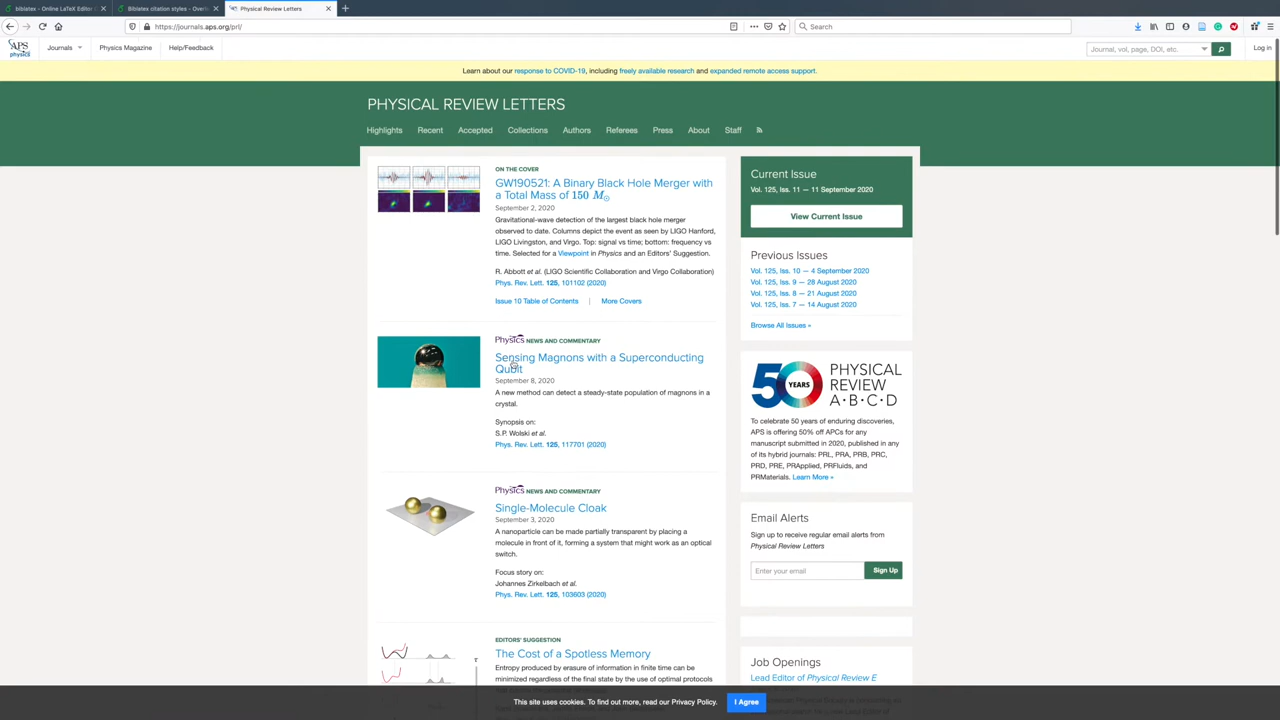 biblatex - Online LaTeX Editor
Biblatex citation styles - Overl
Physical Review Letters
https://journals.aps.org/prl/
Search
APS
physics
Journals
Physics Magazine
Help/Feedback
Journal, vol, page, DOI, etc.
Log in
Learn about our response to COVID-19, including freely available research and expanded remote access support.
PHYSICAL REVIEW LETTERS
Highlights Recent Accepted Collections Authors Referees Press About Staff
ON THE COVER
GW190521: A Binary Black Hole Merger with
a Total Mass of 150 M☉
September 2, 2020
Gravitational-wave detection of the largest black hole merger
observed to date. Columns depict the event as seen by LIGO Hanford,
LIGO Livingston, and Virgo. Top: signal vs time; bottom: frequency vs
time. Selected for a Viewpoint in Physics and an Editors' Suggestion.
R. Abbott et al. (LIGO Scientific Collaboration and Virgo Collaboration)
Phys. Rev. Lett. 125, 101102 (2020)
Issue 10 Table of Contents | More Covers
Physics NEWS AND COMMENTARY
Sensing Magnons with a Superconducting
Qubit
September 8, 2020
A new method can detect a steady-state population of magnons in a
crystal.
Synopsis on:
S.P. Wolski et al.
Phys. Rev. Lett. 125, 117701 (2020)
Physics NEWS AND COMMENTARY
Single-Molecule Cloak
September 3, 2020
A nanoparticle can be made partially transparent by placing a
molecule in front of it, forming a system that might work as an optical
switch.
Focus story on:
Johannes Zirkelbach et al.
Phys. Rev. Lett. 125, 103603 (2020)
EDITORS' SUGGESTION
The Cost of a Spotless Memory
Entropy produced by erasure of information in finite time can be
minimized regardless of the final state by the use of optimal protocols
Current Issue
Vol. 125, Iss. 11 — 11 September 2020
View Current Issue
Previous Issues
Vol. 125, Iss. 10 — 4 September 2020
Vol. 125, Iss. 9 — 28 August 2020
Vol. 125, Iss. 8 — 21 August 2020
Vol. 125, Iss. 7 — 14 August 2020
Browse All Issues »
50
YEARS
PHYSICAL
REVIEW
A·B·C·D
To celebrate 50 years of enduring discoveries,
APS is offering 50% off APCs for any
manuscript submitted in 2020, published in any
of its hybrid journals: PRL, PRA, PRB, PRC,
PRD, PRE, PRApplied, PRFluids, and
PRMaterials. Learn More »
Email Alerts
Sign up to receive regular email alerts from
Physical Review Letters
Enter your email
Sign Up
Job Openings
Lead Editor of Physical Review E
This site uses cookies. To find out more, read our Privacy Policy.
I Agree